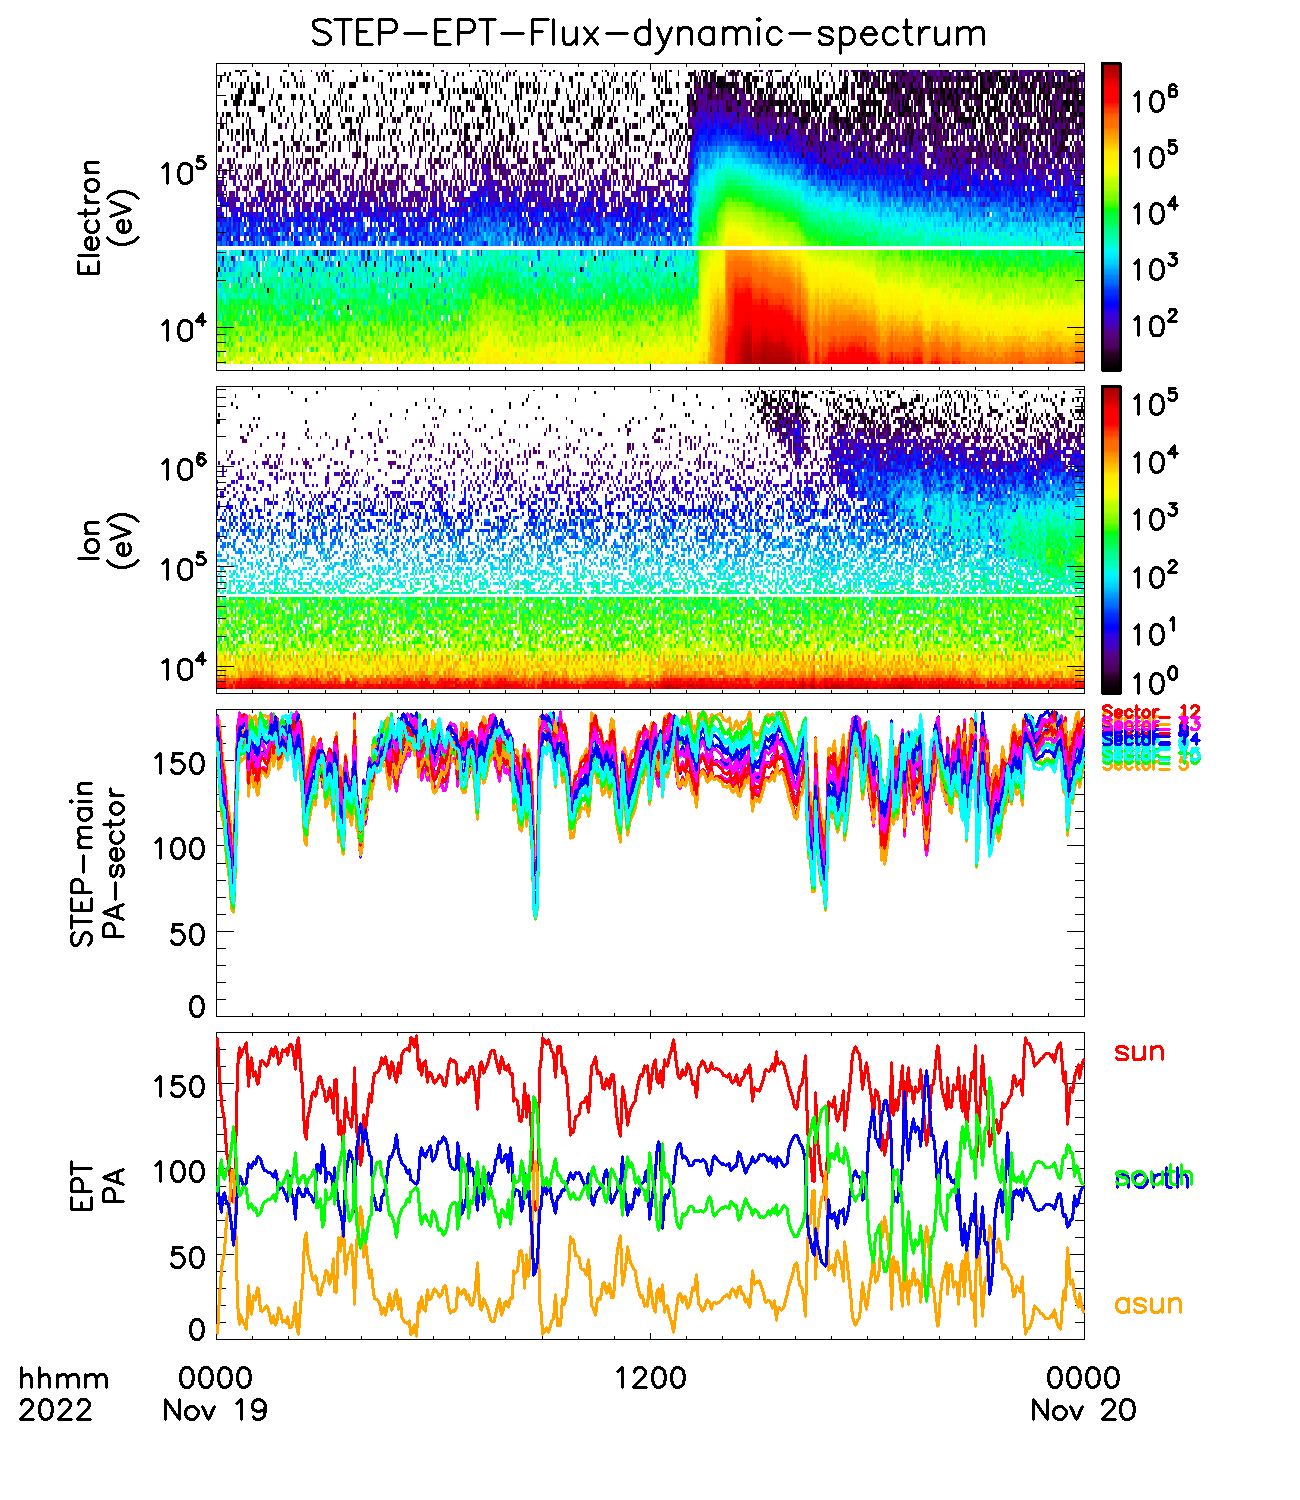 STEP-EPT-Flux-dynamic-spectrum
Electron
(eV)
10^5
10^4
10^6
10^5
10^4
10^3
10^2
Ion
(eV)
10^6
10^5
10^4
10^5
10^4
10^3
10^2
10^1
10^0
STEP-main
PA-sector
150
100
50
0
Sector_ 12
EPT
PA
150
100
50
0
sun
south
north
asun
hhmm
2022
0000
Nov 19
1200
0000
Nov 20